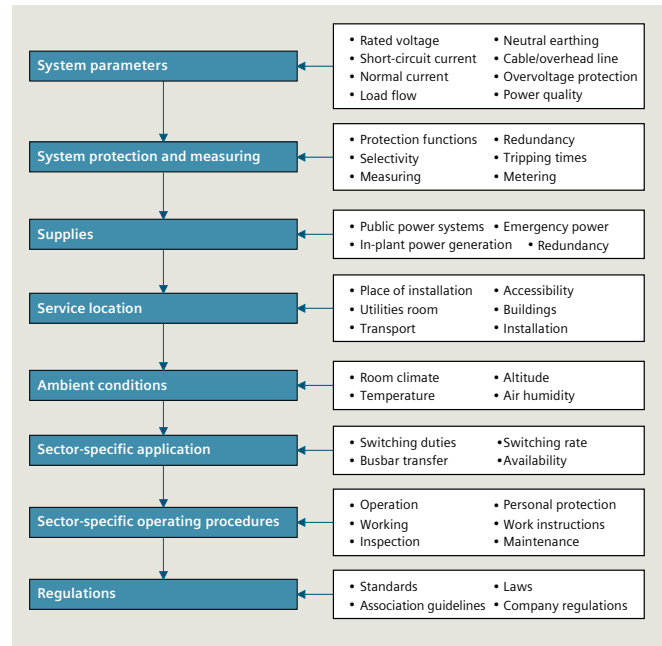 System parameters
• Rated voltage
• Neutral earthing
• Short-circuit current
• Cable/overhead line
• Normal current
• Overvoltage protection
• Load flow
• Power quality
System protection and measuring
• Protection functions
• Redundancy
• Selectivity
• Tripping times
• Measuring
• Metering
Supplies
• Public power systems
• Emergency power
• In-plant power generation
• Redundancy
Service location
• Place of installation
• Accessibility
• Utilities room
• Buildings
• Transport
• Installation
Ambient conditions
• Room climate
• Altitude
• Temperature
• Air humidity
Sector-specific application
• Switching duties
•Switching rate
• Busbar transfer
•Availability
Sector-specific operating procedures
• Operation
• Personal protection
• Working
• Work instructions
• Inspection
• Maintenance
Regulations
• Standards
• Laws
• Association guidelines
• Company regulations